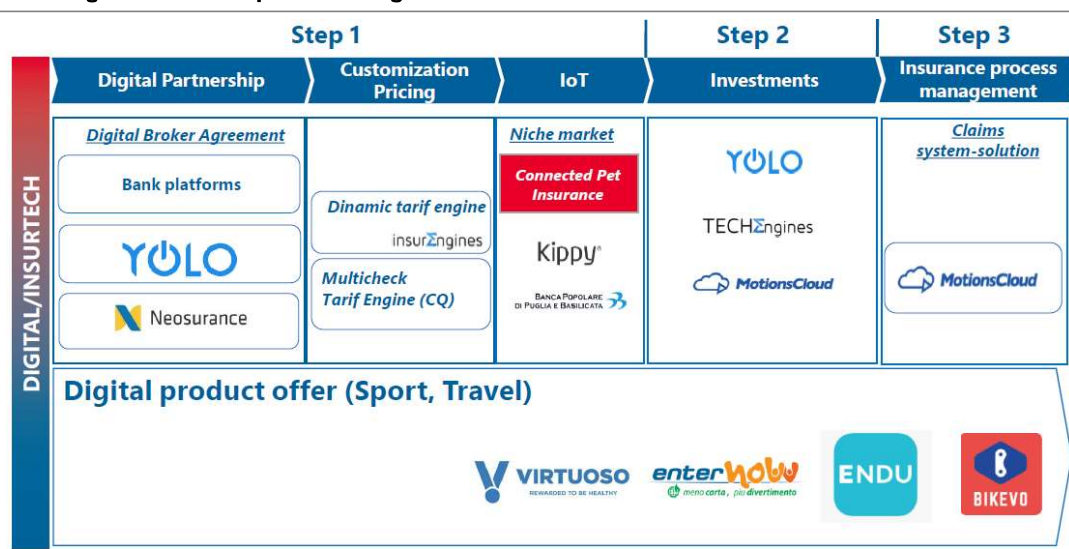 Step 1
Step 2
Step 3
Digital Partnership
Customization
Pricing
IoT
Investments
Insurance process
management
DIGITAL/INSURTECH
Digital Broker Agreement
Bank platforms
YOLO
Neosurance
Dinamic tarif engine
insurΣngines
Multicheck
Tarif Engine (CQ)
Niche market
Connected Pet
Insurance
Kippy®
BANCA POPOLARE
DI PUGLIA E BASILICATA
YOLO
TECHΣngines
MotionsCloud
Claims
system-solution
MotionsCloud
Digital product offer (Sport, Travel)
VIRTUOSO
REWARDED TO BE HEALTHY
enternow
meno carta, più divertimento
ENDU
BIKEVO